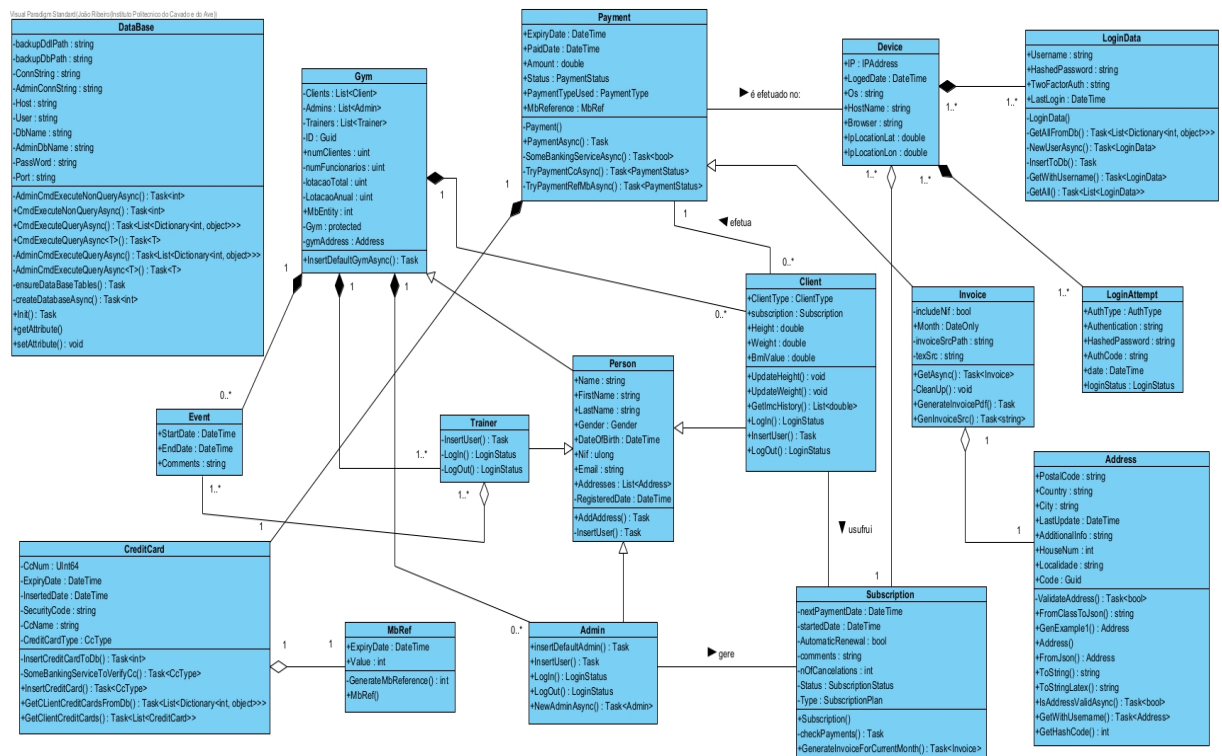 Visual Paradigm Standard(João Ribeiro(Instituto Politecnico do Cavado e do Ave))
DataBase
-backupDdlPath : string
-backupDbPath : string
-ConnString : string
-AdminConnString : string
-Host : string
-User : string
-DbName : string
-AdminDbName : string
-PassWord : string
-Port : string
-AdminCmdExecuteNonQueryAsync() : Task<int>
+CmdExecuteNonQueryAsync() : Task<int>
+CmdExecuteQueryAsync() : Task<List<Dictionary<int, object>>>
+CmdExecuteQueryAsync<T>() : Task<T>
-AdminCmdExecuteQueryAsync() : Task<List<Dictionary<int, object>>>
-AdminCmdExecuteQueryAsync<T>() : Task<T>
-ensureDataBaseTables() : Task
-createDatabaseAsync() : Task<int>
+Init() : Task
+getAttribute()
+setAttribute() : void
Gym
-Clients : List<Client>
-Admins : List<Admin>
-Trainers : List<Trainer>
-ID : Guid
+numClientes : uint
-numFuncionarios : uint
-lotacaoTotal : uint
-LotacaoAnual : uint
+MbEntity : int
-Gym : protected
-gymAddress : Address
+InsertDefaultGymAsync() : Task
Payment
+ExpiryDate : DateTime
+PaidDate : DateTime
+Amount : double
+Status : PaymentStatus
+PaymentTypeUsed : PaymentType
+MbReference : MbRef
-Payment()
+PaymentAsync() : Task
-SomeBankingServiceAsync() : Task<bool>
-TryPaymentCcAsync() : Task<PaymentStatus>
-TryPaymentRefMbAsync() : Task<PaymentStatus>
é efetuado no:
Device
+IP : IPAddress
+LogedDate : DateTime
+Os : string
+HostName : string
+Browser : string
+IpLocationLat : double
+IpLocationLon : double
LoginData
+Username : string
+HashedPassword : string
+TwoFactorAuth : string
+LastLogin : DateTime
-LoginData()
-GetAllFromDb() : Task<List<Dictionary<int, object>>>
-NewUserAsync() : Task<LoginData>
-InsertToDb() : Task
-GetWithUsername() : Task<LoginData>
-GetAll() : Task<List<LoginData>>
1..*
1..*
1..*
1..*
1
1
1
efetua
0..*
1
1
1
0..*
0..*
1..*
Client
+ClientType : ClientType
+subscription : Subscription
+Height : double
+Weight : double
+BmiValue : double
+UpdateHeight() : void
+UpdateWeight() : void
+GetImcHistory() : List<double>
+LogIn() : LoginStatus
+InsertUser() : Task
+LogOut() : LoginStatus
Invoice
-includeNif : bool
+Month : DateOnly
-invoiceSrcPath : string
-texSrc : string
+GetAsync() : Task<Invoice>
-CleanUp() : void
+GenerateInvoicePdf() : Task
+GenInvoiceSrc() : Task<string>
LoginAttempt
+AuthType : AuthType
+Authentication : string
+HashedPassword : string
+AuthCode : string
+date : DateTime
+loginStatus : LoginStatus
Person
+Name : string
+FirstName : string
+LastName : string
+Gender : Gender
+DateOfBirth : DateTime
+Nif : ulong
+Email : string
+Addresses : List<Address>
-RegisteredDate : DateTime
+AddAddress() : Task
-InsertUser() : Task
Event
+StartDate : DateTime
+EndDate : DateTime
+Comments : string
Trainer
-InsertUser() : Task
-LogIn() : LoginStatus
-LogOut() : LoginStatus
1..*
1..*
1..*
1
1
1
usufrui
1
Address
+PostalCode : string
+Country : string
+City : string
+LastUpdate : DateTime
+AdditionalInfo : string
+HouseNum : int
+Localidade : string
+Code : Guid
-ValidateAddress() : Task<bool>
+FromClassToJson() : string
+GenExample1() : Address
+Address()
+FromJson() : Address
+ToString() : string
+ToStringLatex() : string
+IsAddressValidAsync() : Task<bool>
+GetWithUsername() : Task<Address>
+GetHashCode() : int
CreditCard
-CcNum : UInt64
-ExpiryDate : DateTime
-InsertedDate : DateTime
-SecurityCode : string
-CcName : string
-CreditCardType : CcType
-InsertCreditCardToDb() : Task<int>
-SomeBankingServiceToVerifyCc() : Task<CcType>
+InsertCreditCard() : Task<CcType>
+GetCLientCreditCardsFromDb() : Task<List<Dictionary<int, object>>>
+GetClientCreditCards() : Task<List<CreditCard>>
1
1
MbRef
+ExpiryDate : DateTime
+Value : int
-GenerateMbReference() : int
+MbRef()
0..*
Admin
+insertDefaultAdmin() : Task
+InsertUser() : Task
+LogIn() : LoginStatus
+LogOut() : LoginStatus
+NewAdminAsync() : Task<Admin>
gere
1
Subscription
-nextPaymentDate : DateTime
-startedDate : DateTime
-AutomaticRenewal : bool
-comments : string
-nOfCancelations : int
-Status : SubscriptionStatus
-Type : SubscriptionPlan
+Subscription()
-checkPayments() : Task
+GenerateInvoiceForCurrentMonth() : Task<Invoice>